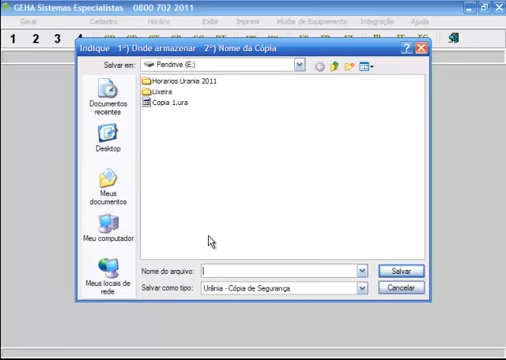 GEHA Sistemas Especialistas 0800 702 2011
Geral Cadastro Horário Exibir Imprimir Mudar de Equipamento Integração Ajuda
1 2 3 4
Indique 1º) Onde armazenar 2º) Nome da Cópia
Salvar em: Pendrive (E:)
Horarios Urania 2011
Lixeira
Copia 1.ura
Documentos recentes
Desktop
Meus documentos
Meu computador
Meus locais de rede
Nome do arquivo: Salvar
Salvar como tipo: Urânia - Cópia de Segurança Cancelar